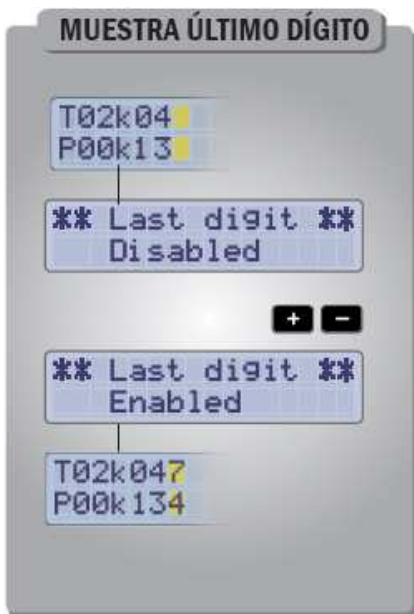 MUESTRA ÚLTIMO DÍGITO
T02k04
P00k13
** Last digit **
Disabled
+ -
** Last digit **
Enabled
T02k047
P00k134